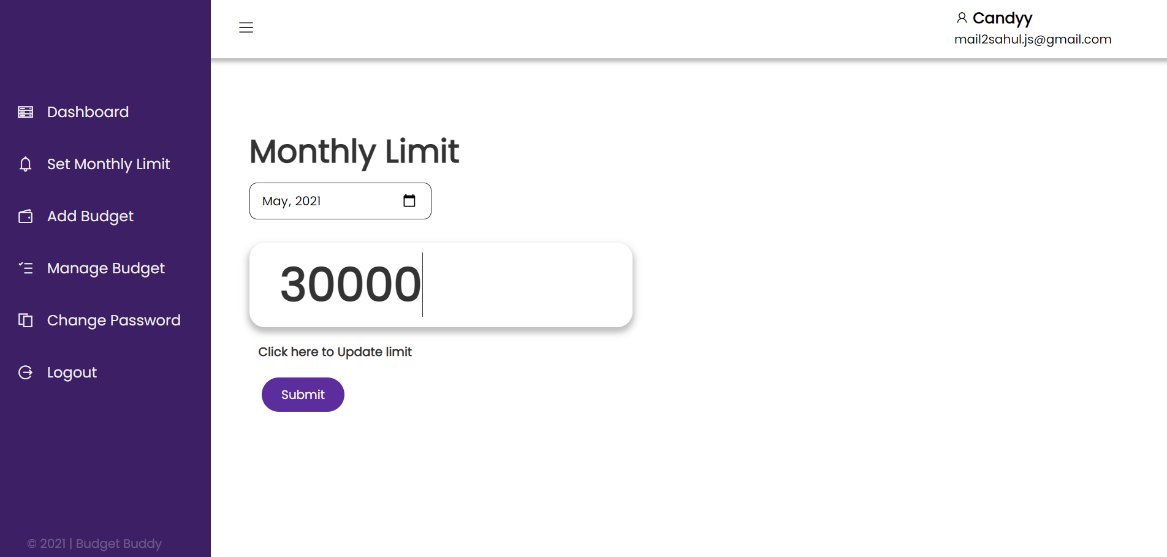 Candyy
mail2sahul.js@gmail.com
Dashboard
Set Monthly Limit
Add Budget
Manage Budget
Change Password
Logout
© 2021 | Budget Buddy
Monthly Limit
May, 2021
30000
Click here to Update limit
Submit